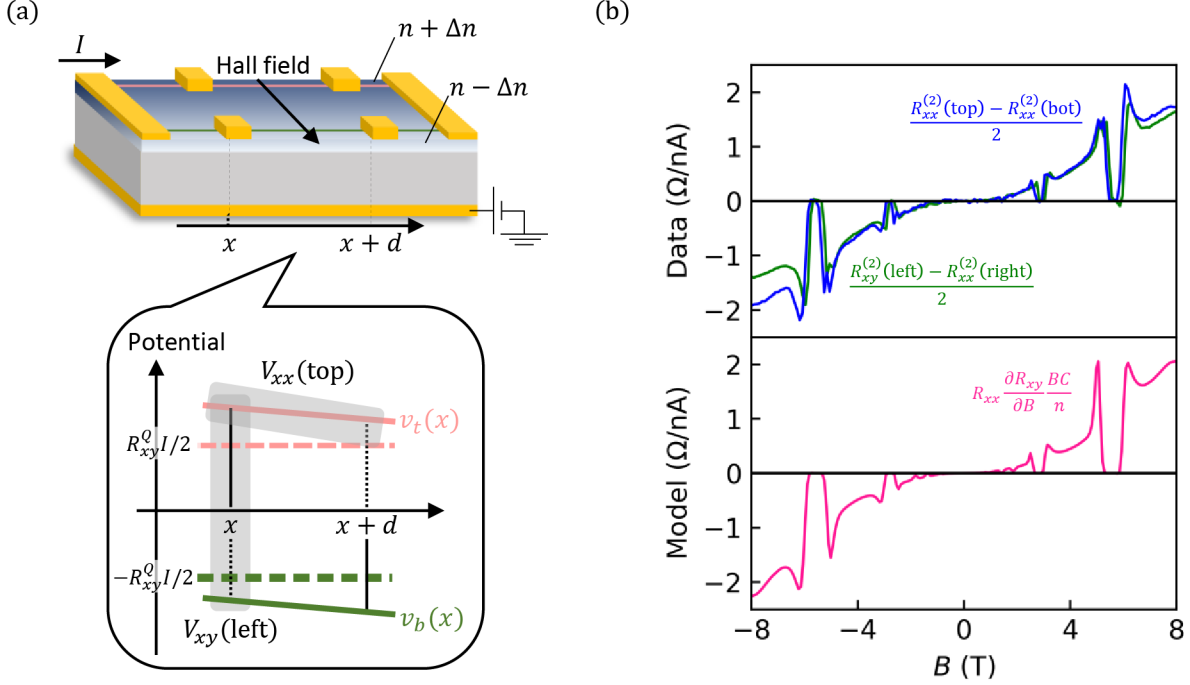 (a)
I
Hall field
n + Δn
n − Δn
x
x + d
Potential
V_xx(top)
v_t(x)
R_xy^Q I/2
x
x + d
−R_xy^Q I/2
v_b(x)
V_xy(left)
(b)
Data (Ω/nA)
2
1
0
−1
−2
(R_xx^(2)(top) − R_xx^(2)(bot))/2
(R_xy^(2)(left) − R_xx^(2)(right))/2
Model (Ω/nA)
2
1
0
−1
−2
R_xx ∂R_xy/∂B BC/n
−8
−4
0
4
8
B (T)